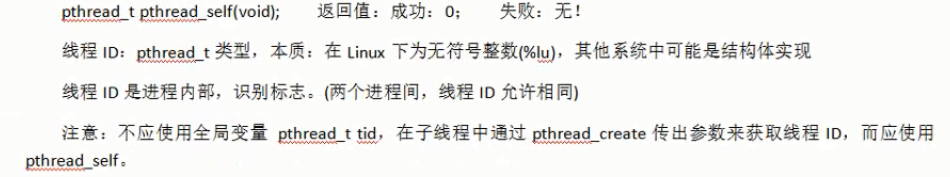 pthread_t pthread_self(void); 返回值：成功：0； 失败：无！
线程 ID：pthread_t 类型，本质：在 Linux 下为无符号整数(%lu)，其他系统中可能是结构体实现
线程 ID 是进程内部，识别标志。(两个进程间，线程 ID 允许相同)
注意：不应使用全局变量 pthread_t tid，在子线程中通过 pthread_create 传出参数来获取线程 ID，而应使用
pthread_self。